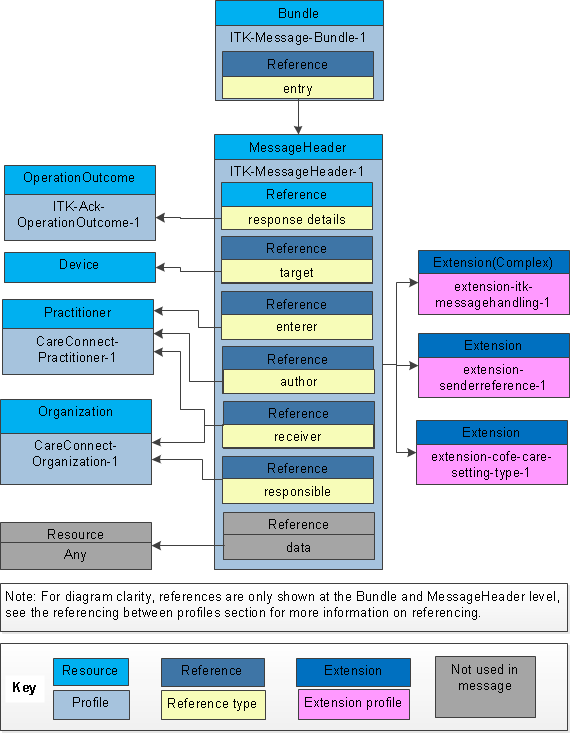 Bundle
ITK-Message-Bundle-1
Reference
entry
MessageHeader
ITK-MessageHeader-1
Reference
response details
Reference
target
Reference
enterer
Reference
author
Reference
receiver
Reference
responsible
Reference
data
OperationOutcome
ITK-Ack-
OperationOutcome-1
Device
Practitioner
CareConnect-
Practitioner-1
Organization
CareConnect-
Organization-1
Resource
Any
Extension(Complex)
extension-itk-
messagehandling-1
Extension
extension-
senderreference-1
Extension
extension-cofe-care-
setting-type-1
Note: For diagram clarity, references are only shown at the Bundle and MessageHeader level,
see the referencing between profiles section for more information on referencing.
Key
Resource
Profile
Reference
Reference type
Extension
Extension profile
Not used in
message